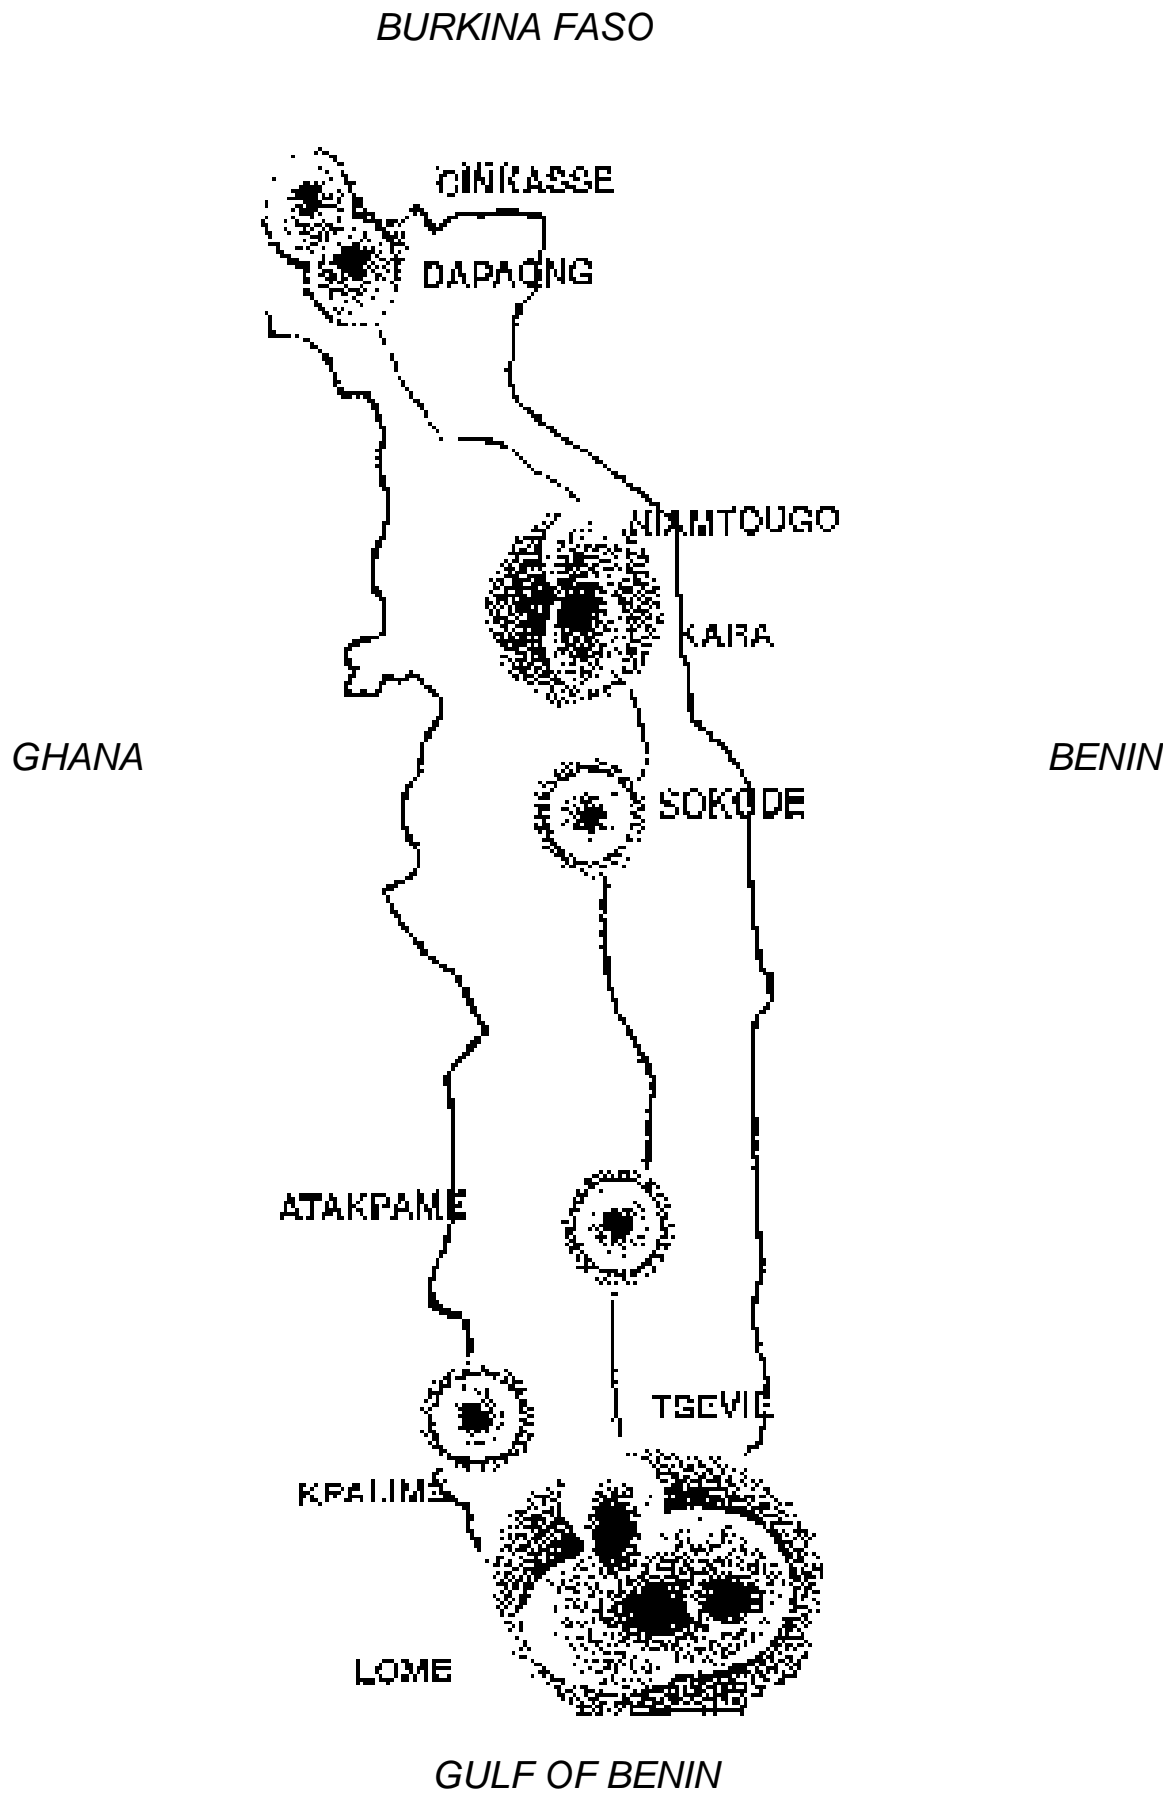 BURKINA FASO
CINKASSE
DAPAONG
NIAMTOUGO
KARA
GHANA
BENIN
SOKODE
ATAKPAME
TSEVIE
KPALIME
LOME
GULF OF BENIN